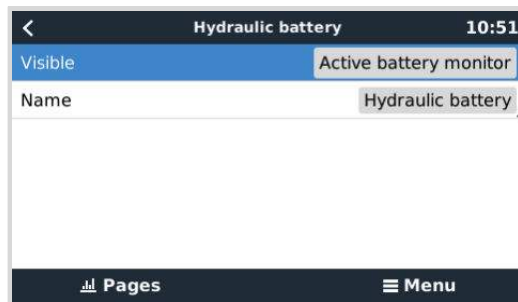 Hydraulic battery 10:51
Visible Active battery monitor
Name Hydraulic battery
Pages Menu